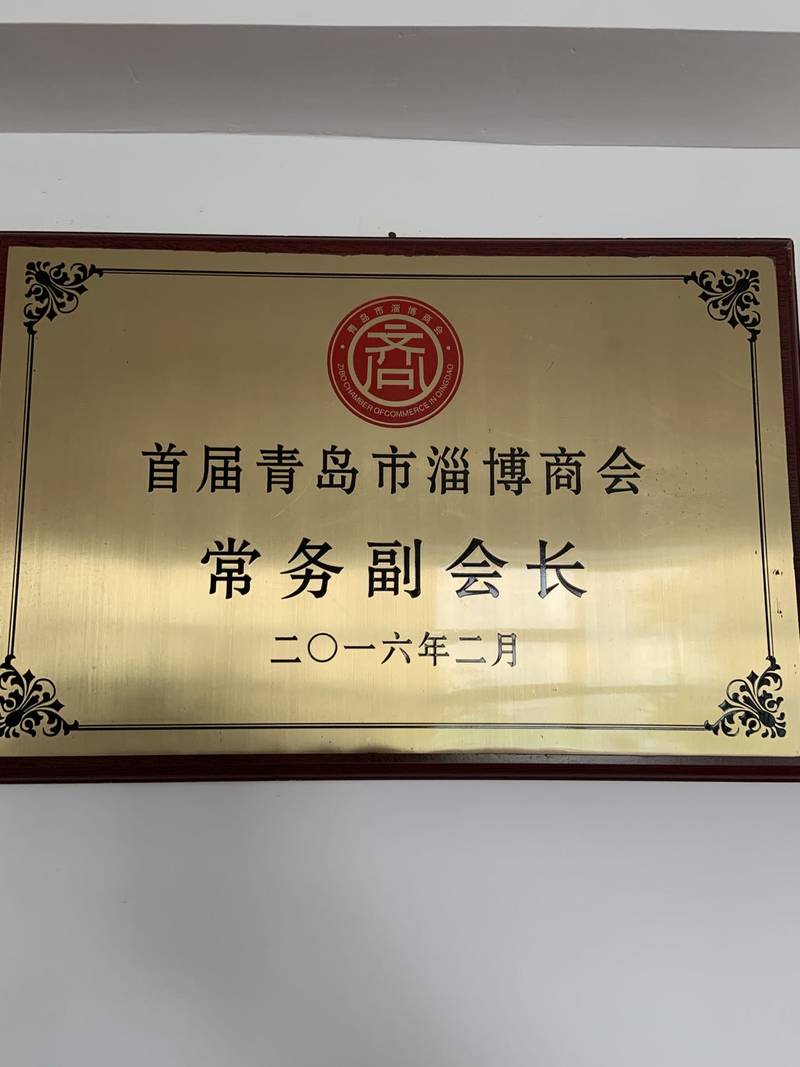 青岛市淄博商会
商
ZIBO CHAMBER OFCOMMERCE IN QINGDAO
首届青岛市淄博商会
常务副会长
二〇一六年二月